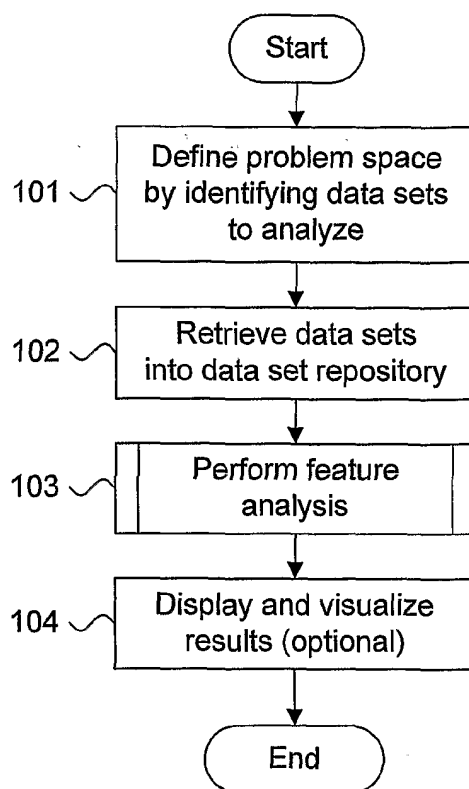 Start
101
Define problem space
by identifying data sets
to analyze
102
Retrieve data sets
into data set repository
103
Perform feature
analysis
104
Display and visualize
results (optional)
End